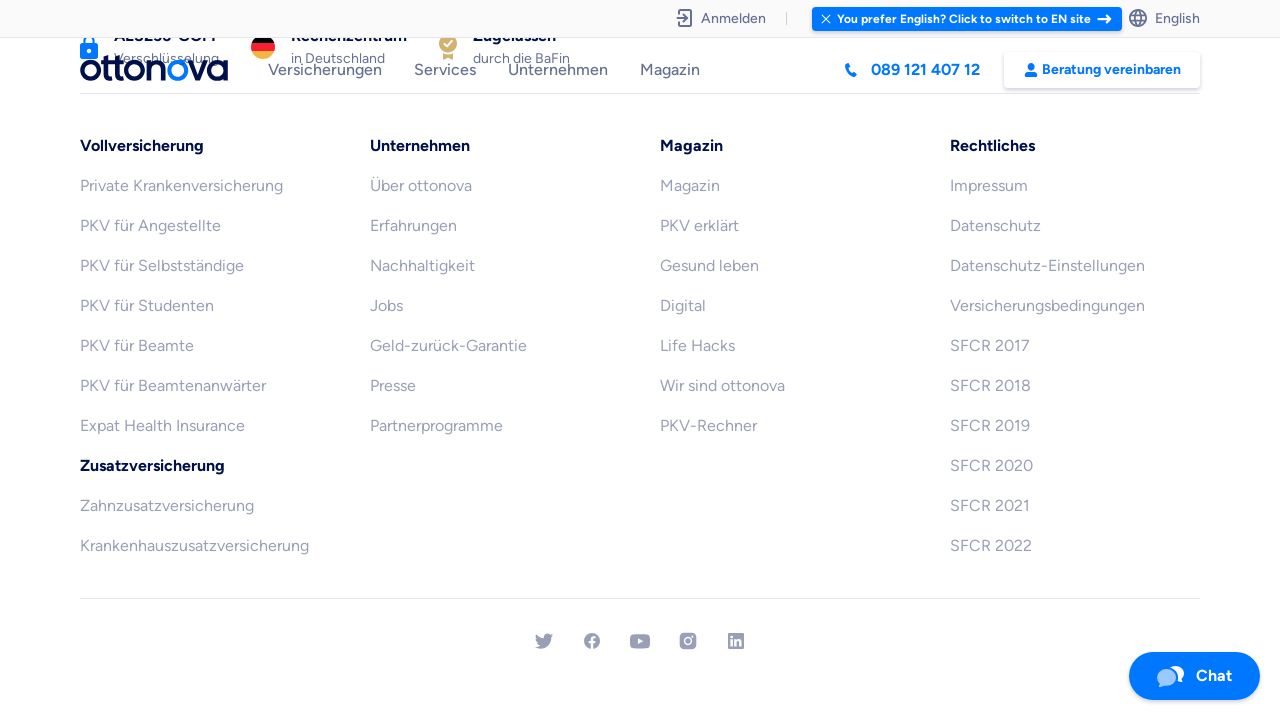 Anmelden
You prefer English? Click to switch to EN site
English
Rechenzentrum
Zugelassen
Verschlüsselung
in Deutschland
durch die BaFin
ottonova
Versicherungen
Services
Unternehmen
Magazin
089 121 407 12
Beratung vereinbaren
Vollversicherung
Private Krankenversicherung
PKV für Angestellte
PKV für Selbstständige
PKV für Studenten
PKV für Beamte
PKV für Beamtenanwärter
Expat Health Insurance
Zusatzversicherung
Zahnzusatzversicherung
Krankenhauszusatzversicherung
Unternehmen
Über ottonova
Erfahrungen
Nachhaltigkeit
Jobs
Geld-zurück-Garantie
Presse
Partnerprogramme
Magazin
Magazin
PKV erklärt
Gesund leben
Digital
Life Hacks
Wir sind ottonova
PKV-Rechner
Rechtliches
Impressum
Datenschutz
Datenschutz-Einstellungen
Versicherungsbedingungen
SFCR 2017
SFCR 2018
SFCR 2019
SFCR 2020
SFCR 2021
SFCR 2022
Chat